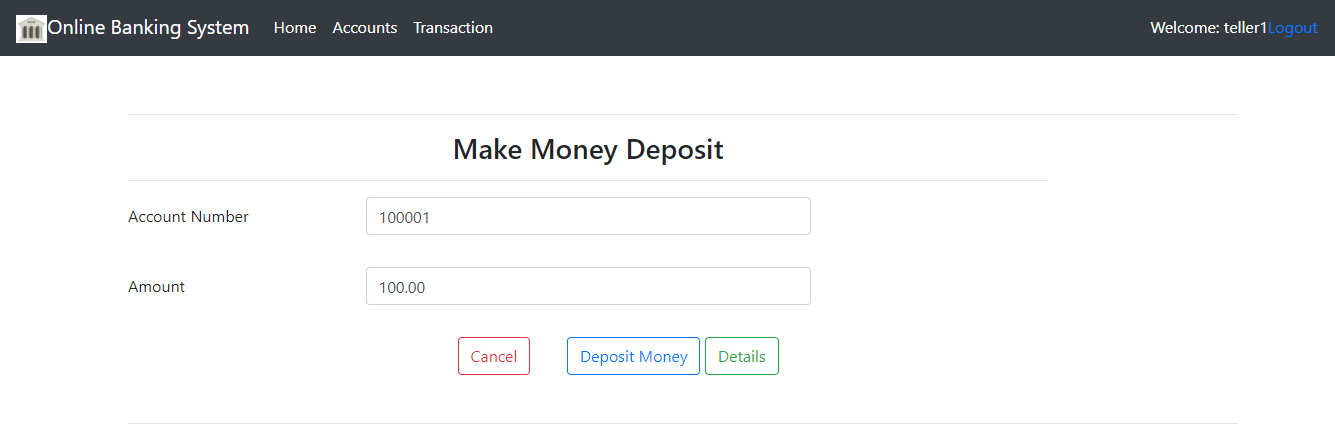 Online Banking System Home Accounts Transaction Welcome: teller1Logout
Make Money Deposit
Account Number 100001
Amount 100.00
Cancel Deposit Money Details